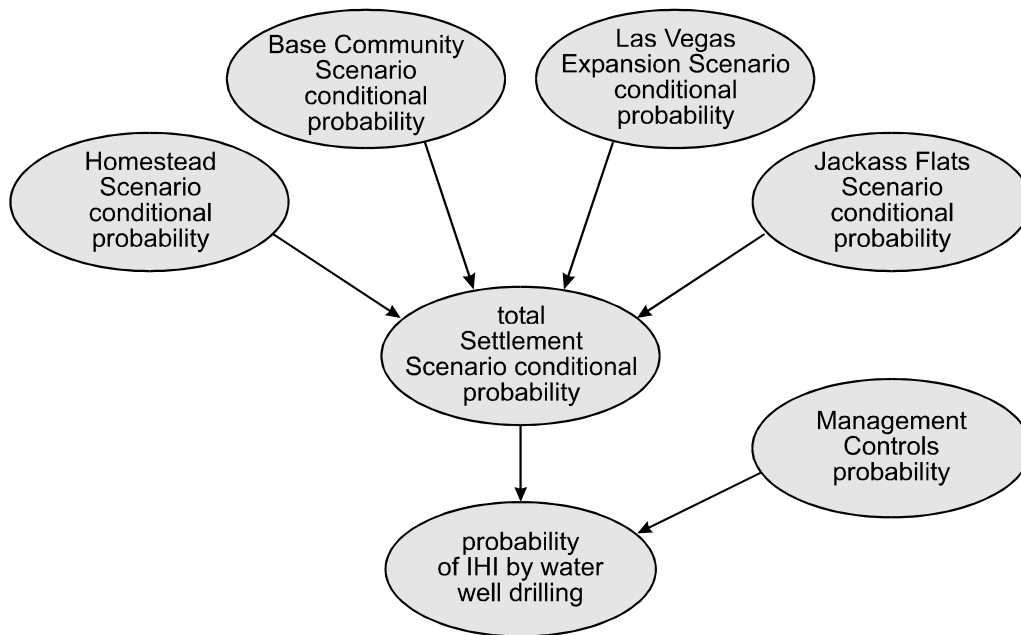 Base Community
Scenario
conditional
probability
Las Vegas
Expansion Scenario
conditional
probability
Homestead
Scenario
conditional
probability
Jackass Flats
Scenario
conditional
probability
total
Settlement
Scenario conditional
probability
Management
Controls
probability
probability
of IHI by water
well drilling